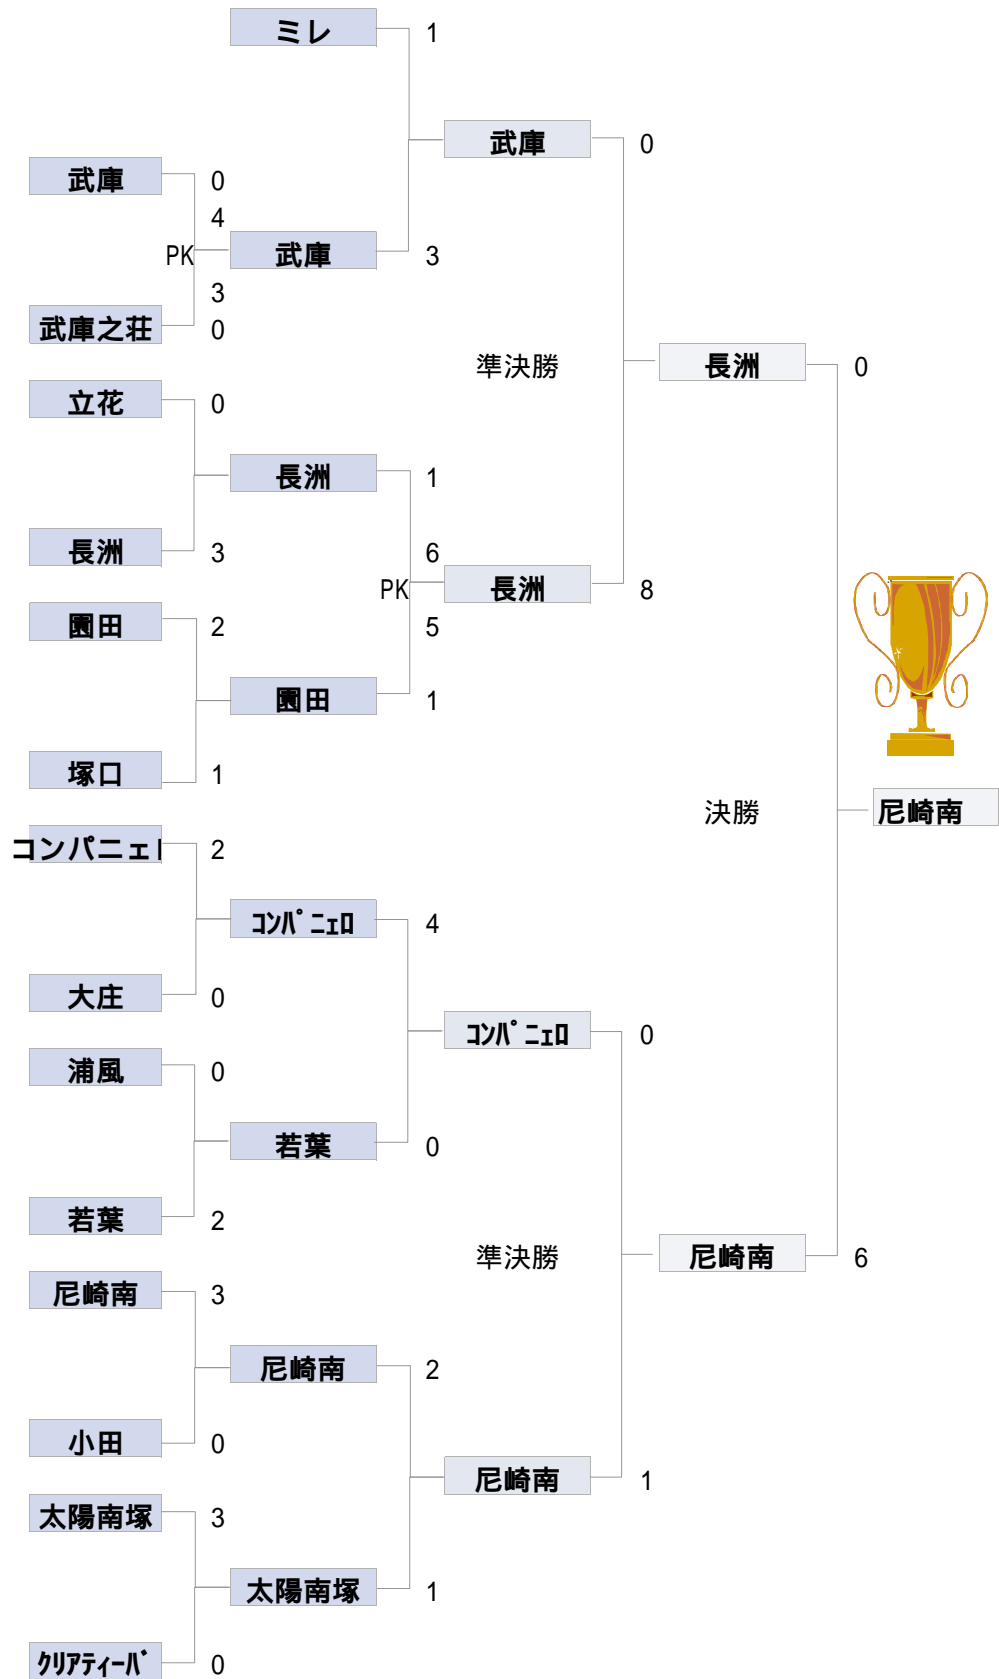 ミレ 1
武庫 0
武庫 0
4
PK 武庫 3
3
武庫之荘 0
準決勝 長洲 0
立花 0
長洲 1
長洲 3 6
PK 長洲 8
園田 2 5
園田 1
塚口 1
決勝 尼崎南
コンパニェロ 2
コンパニェロ 4
大庄 0
コンパニェロ 0
浦風 0
若葉 0
若葉 2
準決勝 尼崎南 6
尼崎南 3
尼崎南 2
小田 0
尼崎南 1
太陽南塚 3
太陽南塚 1
クリアティーバ 0